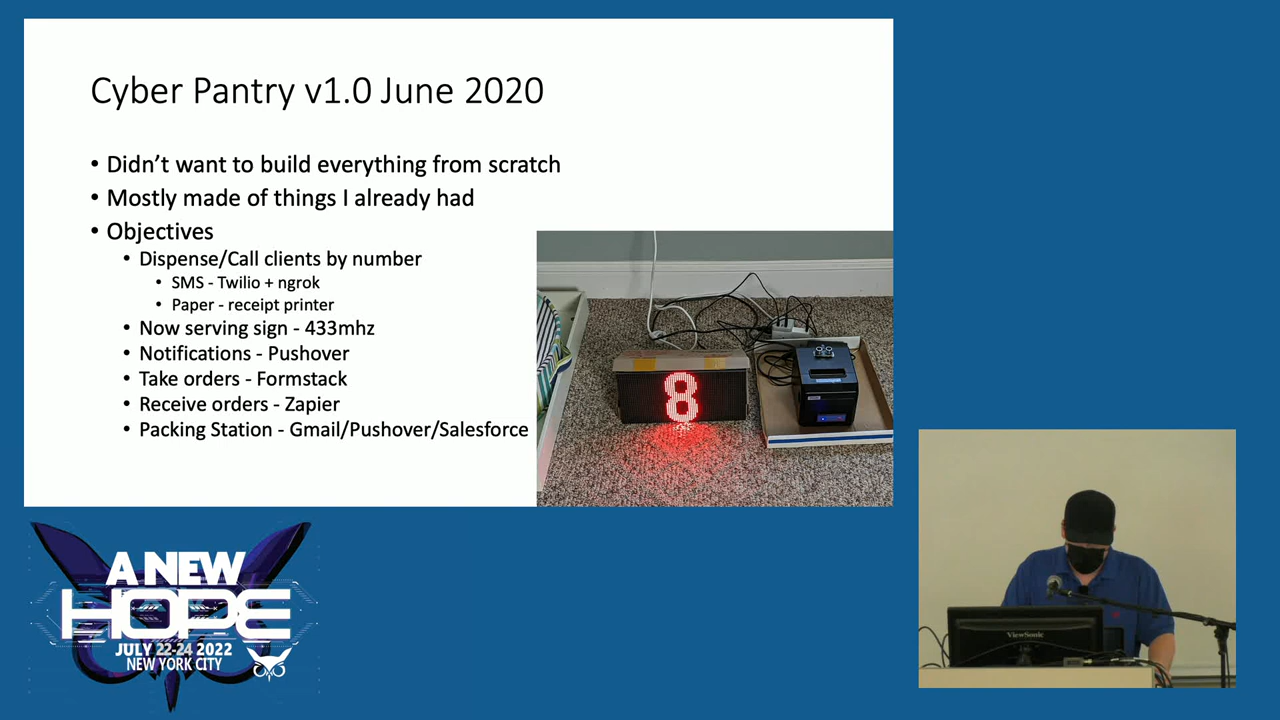 Cyber Pantry v1.0 June 2020
• Didn’t want to build everything from scratch
• Mostly made of things I already had
• Objectives
• Dispense/Call clients by number
• SMS - Twilio + ngrok
• Paper - receipt printer
• Now serving sign - 433mhz
• Notifications - Pushover
• Take orders - Formstack
• Receive orders - Zapier
• Packing Station - Gmail/Pushover/Salesforce
8
A NEW
HOPE
JULY 22-24 2022
NEW YORK CITY
ViewSonic